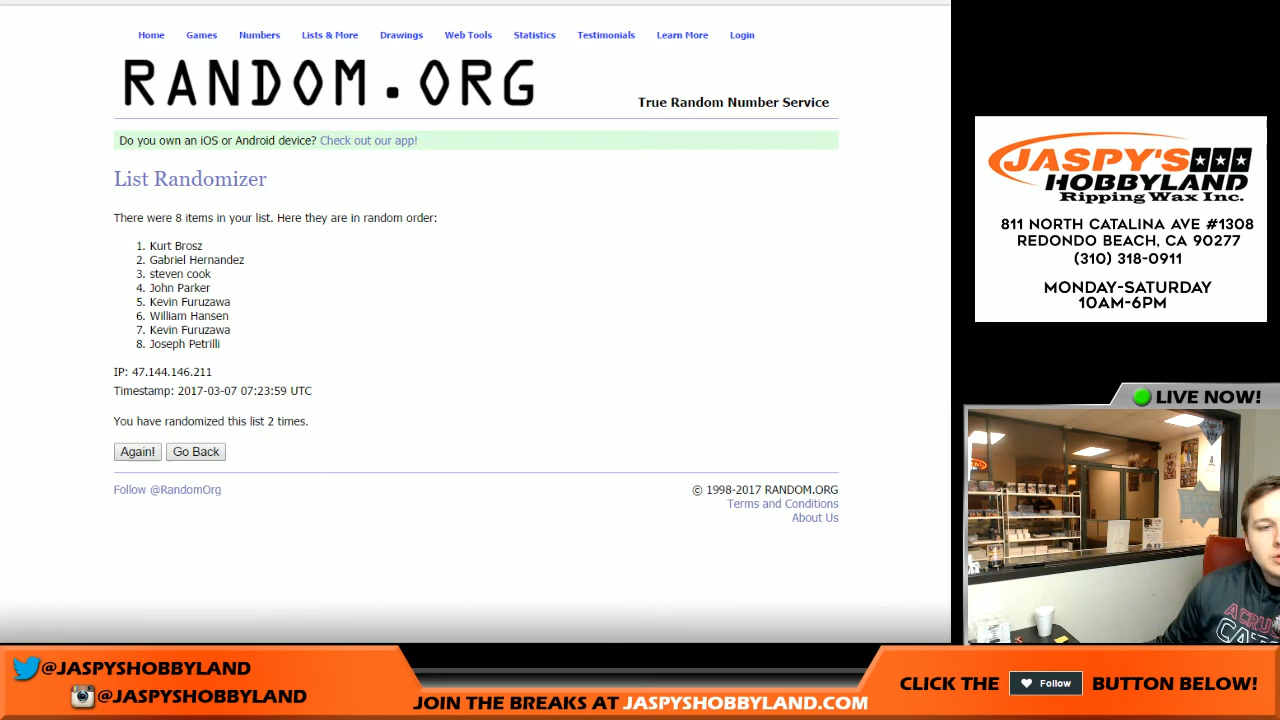 Home Games Numbers Lists & More Drawings Web Tools Statistics Testimonials Learn More Login
RANDOM.ORG
True Random Number Service
Do you own an iOS or Android device? Check out our app!
List Randomizer
There were 8 items in your list. Here they are in random order:
1. Kurt Brosz
2. Gabriel Hernandez
3. steven cook
4. John Parker
5. Kevin Furuzawa
6. William Hansen
7. Kevin Furuzawa
8. Joseph Petrilli
IP: 47.144.146.211
Timestamp: 2017-03-07 07:23:59 UTC
You have randomized this list 2 times.
Again! Go Back
Follow @RandomOrg
© 1998-2017 RANDOM.ORG
Terms and Conditions
About Us
JASPY'S
HOBBYLAND
Ripping Wax Inc.
811 NORTH CATALINA AVE #1308
REDONDO BEACH, CA 90277
(310) 318-0911
MONDAY-SATURDAY
10AM-6PM
LIVE NOW!
@JASPYSHOBBYLAND
@JASPYSHOBBYLAND
JOIN THE BREAKS AT JASPYSHOBBYLAND.COM
CLICK THE Follow BUTTON BELOW!